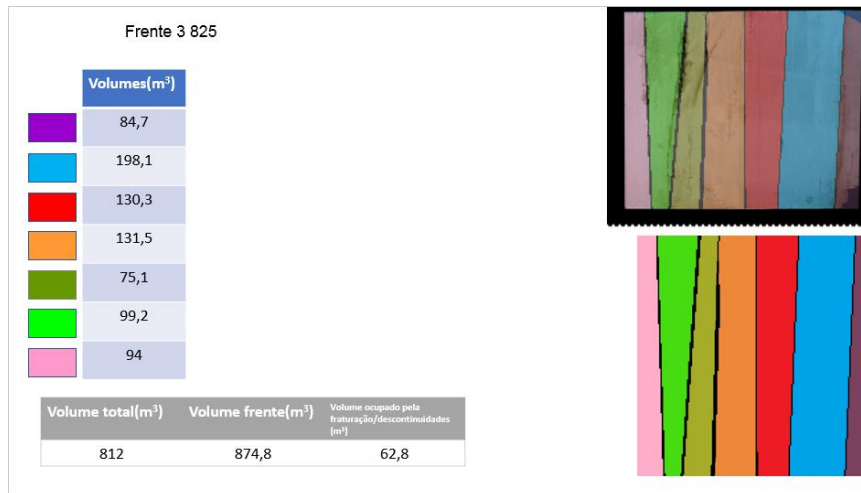 Frente 3 825
Volumes(m³)
84,7
198,1
130,3
131,5
75,1
99,2
94
Volume total(m³) Volume frente(m³) Volume ocupado pela
fraturação/descontinuidades
(m³)
812 874,8 62,8